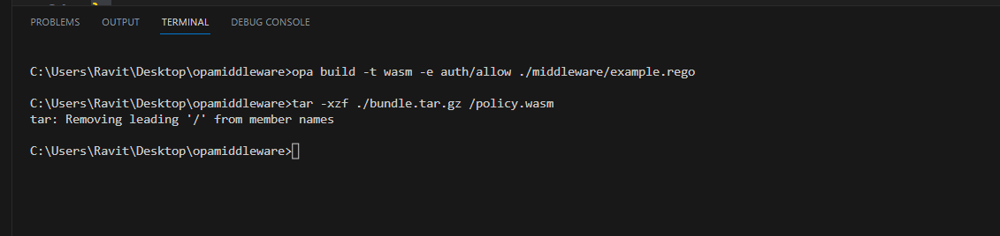 PROBLEMS OUTPUT TERMINAL DEBUG CONSOLE
C:\Users\Ravit\Desktop\opamiddleware>opa build -t wasm -e auth/allow ./middleware/example.rego
C:\Users\Ravit\Desktop\opamiddleware>tar -xzf ./bundle.tar.gz /policy.wasm
tar: Removing leading '/' from member names
C:\Users\Ravit\Desktop\opamiddleware>